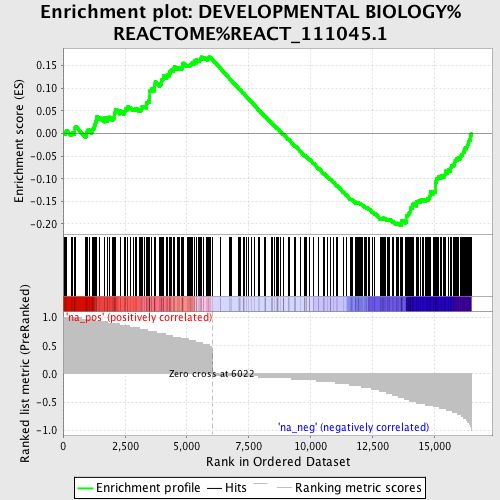 Enrichment plot: DEVELOPMENTAL BIOLOGY%
REACTOME%REACT_111045.1
Enrichment score (ES)
0.15
0.10
0.05
0.00
-0.05
-0.10
-0.15
-0.20
Ranked list metric (PreRanked)
1.0
0.5
0.0
-0.5
-1.0
'na_pos' (positively correlated)
Zero cross at 6022
'na_neg' (negatively correlated)
0
2,500
5,000
7,500
10,000
12,500
15,000
Rank in Ordered Dataset
Enrichment profile
Hits
Ranking metric scores